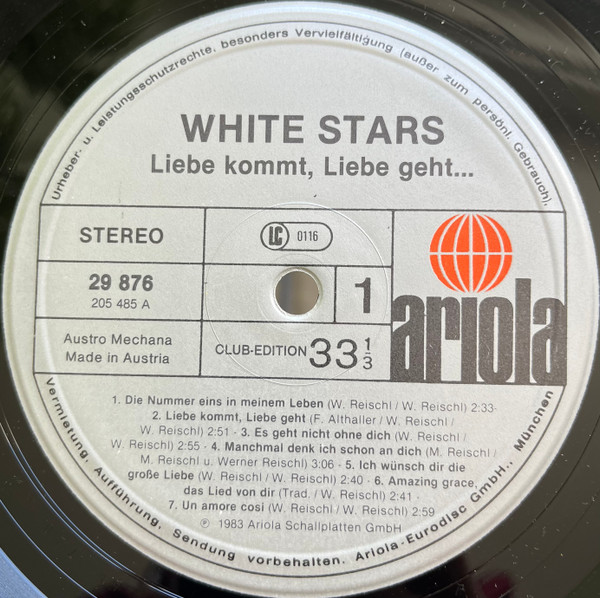 Urheber- u. Leistungsschutzrechte, besonders Vervielfältigung (außer zum persönl. Gebrauch).
WHITE STARS
Liebe kommt, Liebe geht...
STEREO
LC 0116
29 876
205 485 A
1
ariola
Austro Mechana
Made in Austria
CLUB-EDITION 33 1/3
1. Die Nummer eins in meinem Leben (W. Reischl / W. Reischl) 2:33-
2. Liebe kommt, Liebe geht (F. Althaller / W. Reischl /
W. Reischl) 2:51 - 3. Es geht nicht ohne dich (W. Reischl /
W. Reischl) 2:55 - 4. Manchmal denk ich schon an dich (M. Reischl /
M. Reischl u. Werner Reischl) 3:06 - 5. Ich wünsch dir die
große Liebe (W. Reischl / W. Reischl) 2:40 - 6. Amazing grace,
das Lied von dir (Trad. / W. Reischl) 2:41 -
7. Un amore cosi (W. Reischl / W. Reischl) 2:59
℗ 1983 Ariola Schallplatten GmbH
Vermietung, Aufführung, Sendung vorbehalten. Ariola-Eurodisc GmbH., München